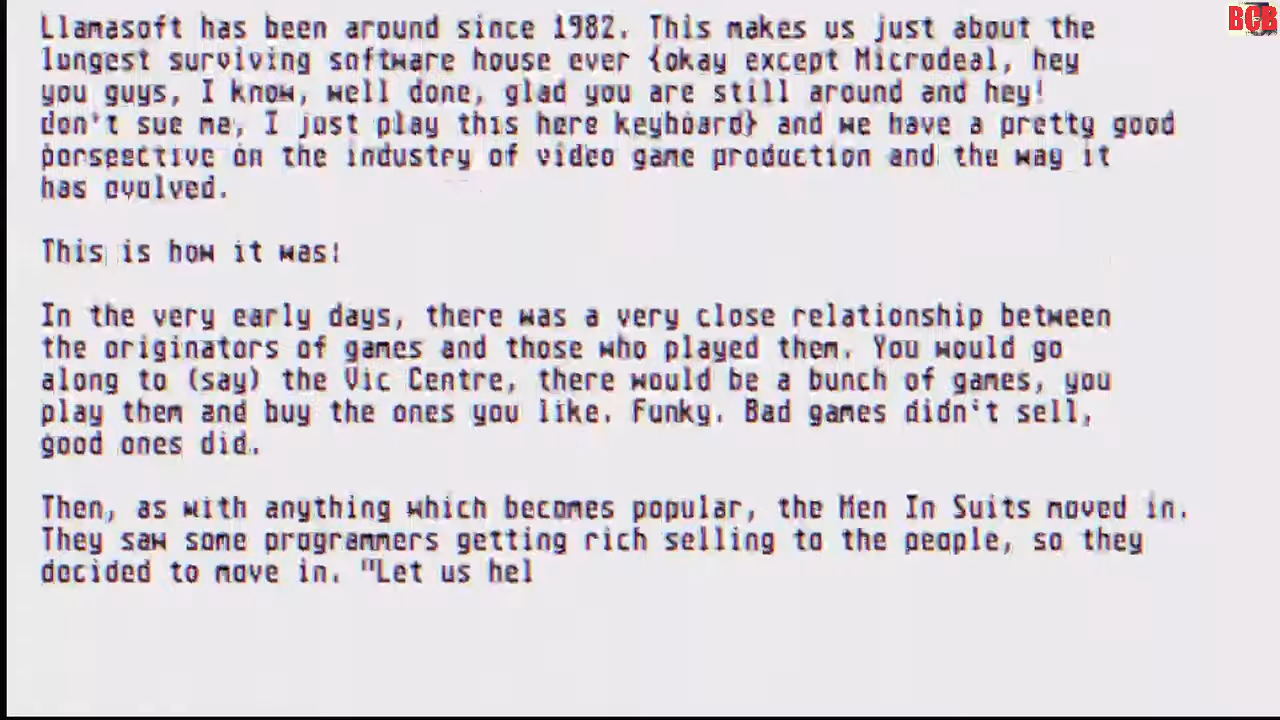 BCB
Llamasoft has been around since 1982. This makes us just about the
longest surviving software house ever {okay except Microdeal, hey
you guys, I know, well done, glad you are still around and hey!
don't sue me, I just play this here keyboard} and we have a pretty good
perspective on the industry of video game production and the way it
has evolved.
This is how it was!
In the very early days, there was a very close relationship between
the originators of games and those who played them. You would go
along to (say) the Vic Centre, there would be a bunch of games, you
play them and buy the ones you like. Funky. Bad games didn't sell,
good ones did.
Then, as with anything which becomes popular, the Men In Suits moved in.
They saw some programmers getting rich selling to the people, so they
decided to move in. "Let us hel